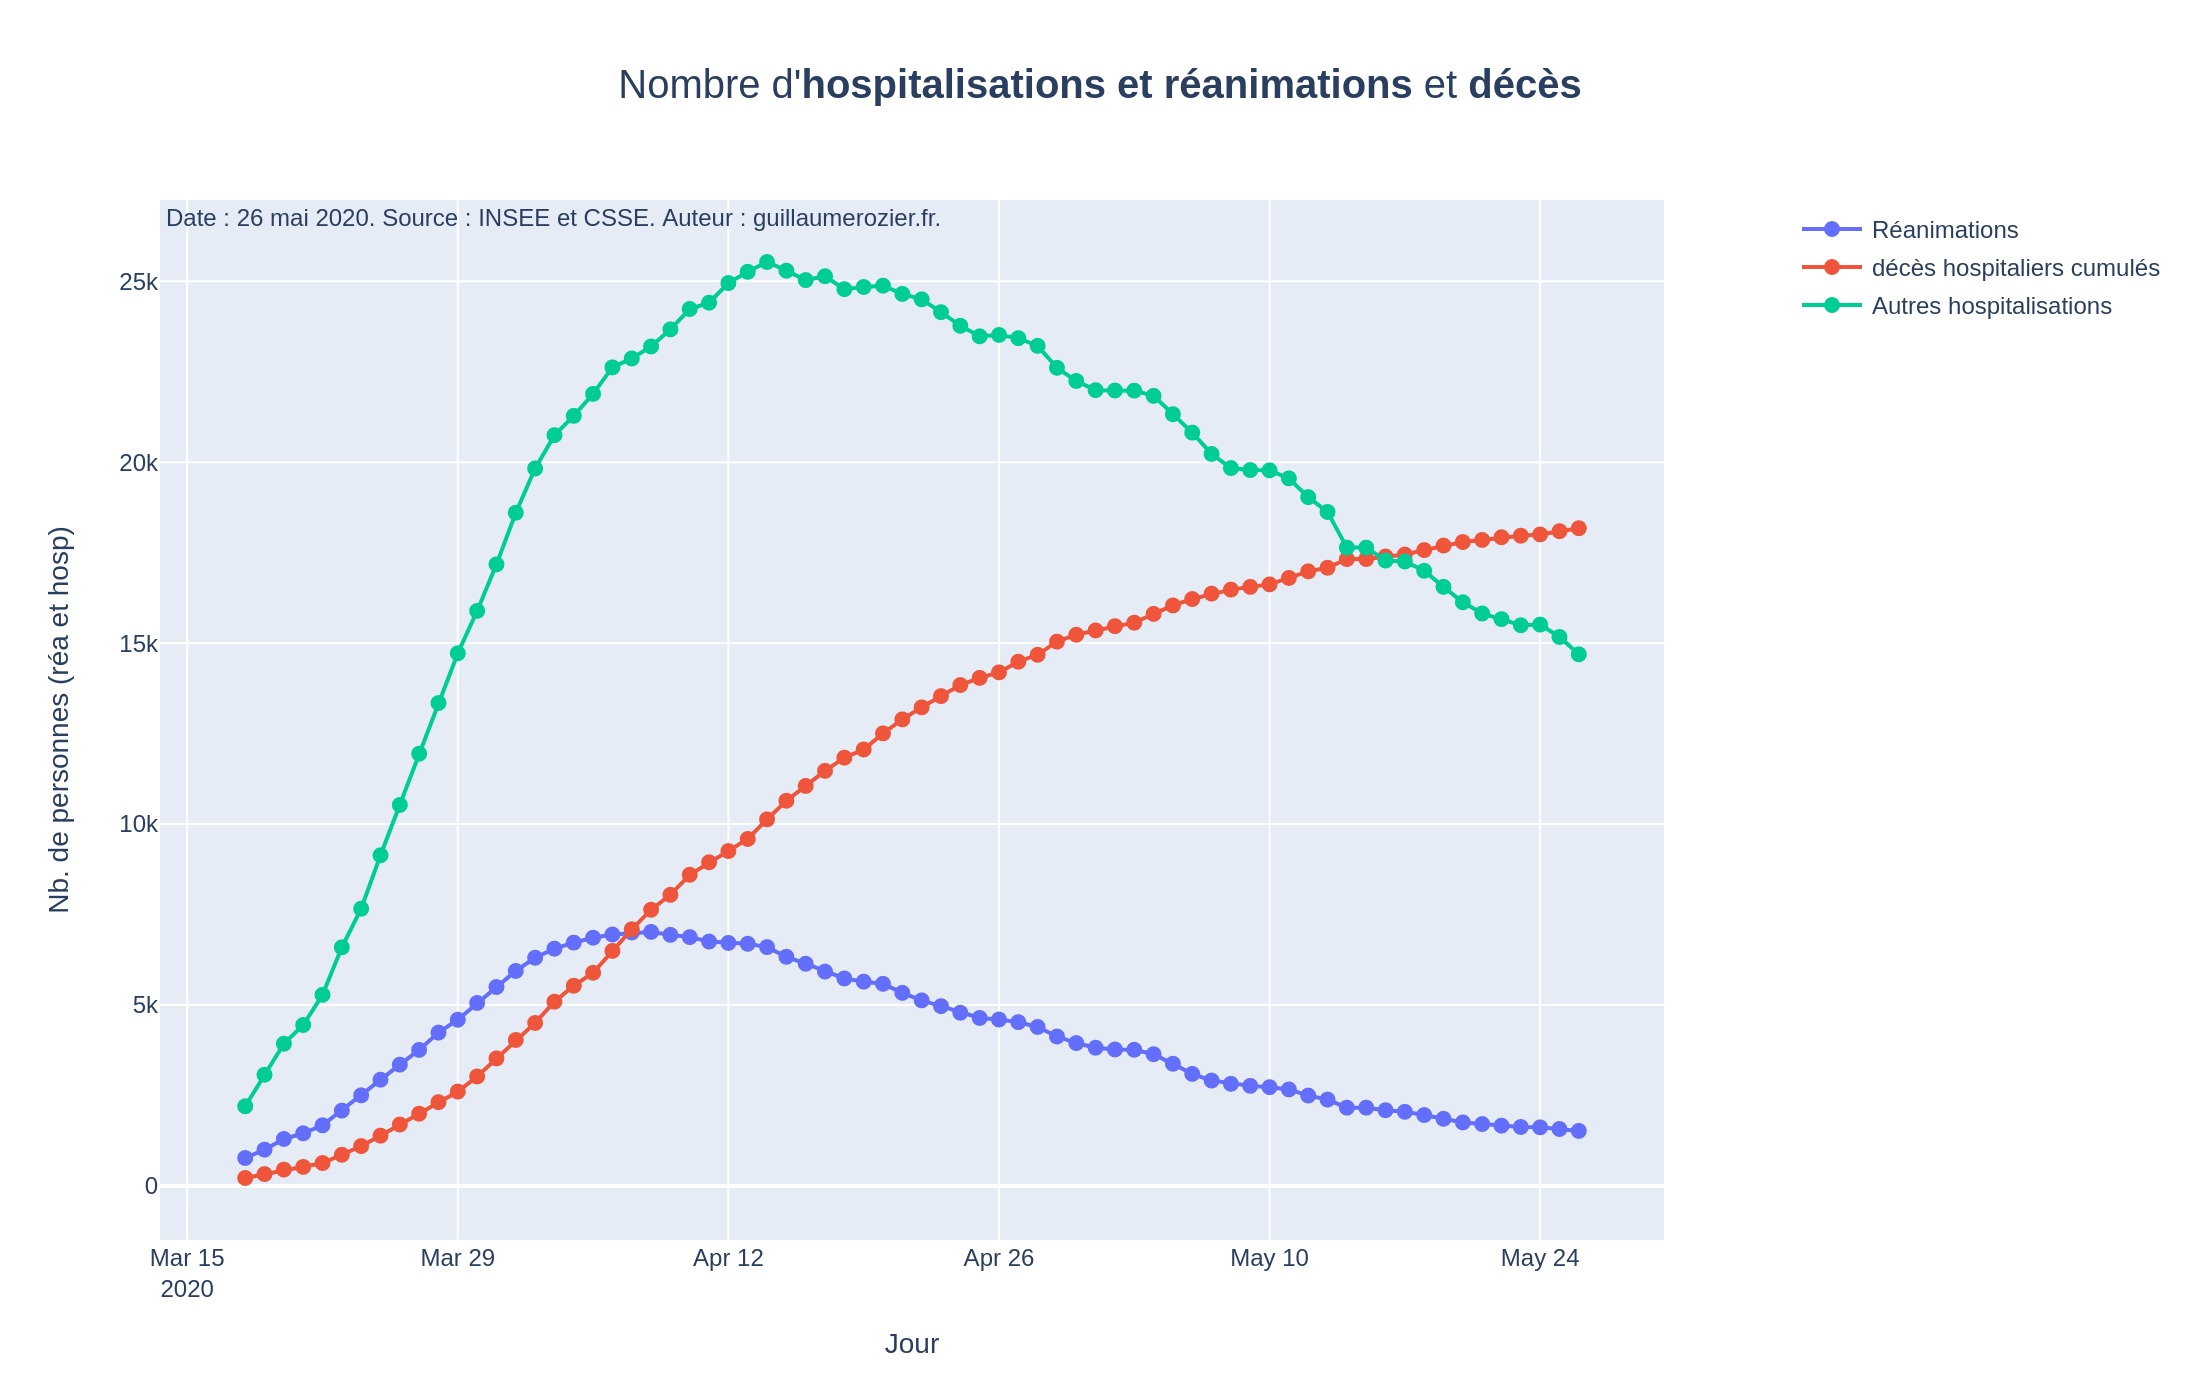 Nombre d'hospitalisations et réanimations et décès
Date : 26 mai 2020. Source : INSEE et CSSE. Auteur : guillaumerozier.fr.
Réanimations
décès hospitaliers cumulés
Autres hospitalisations
25k
20k
15k
10k
5k
0
Nb. de personnes (réa et hosp)
Mar 15
2020
Mar 29
Apr 12
Apr 26
May 10
May 24
Jour